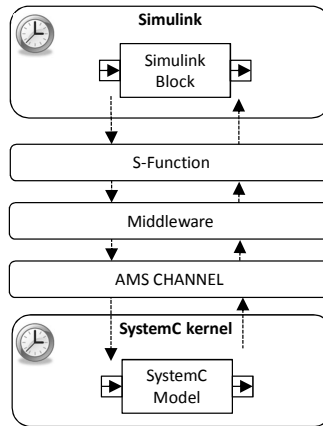 Simulink
Simulink
Block
S-Function
Middleware
AMS CHANNEL
SystemC kernel
SystemC
Model